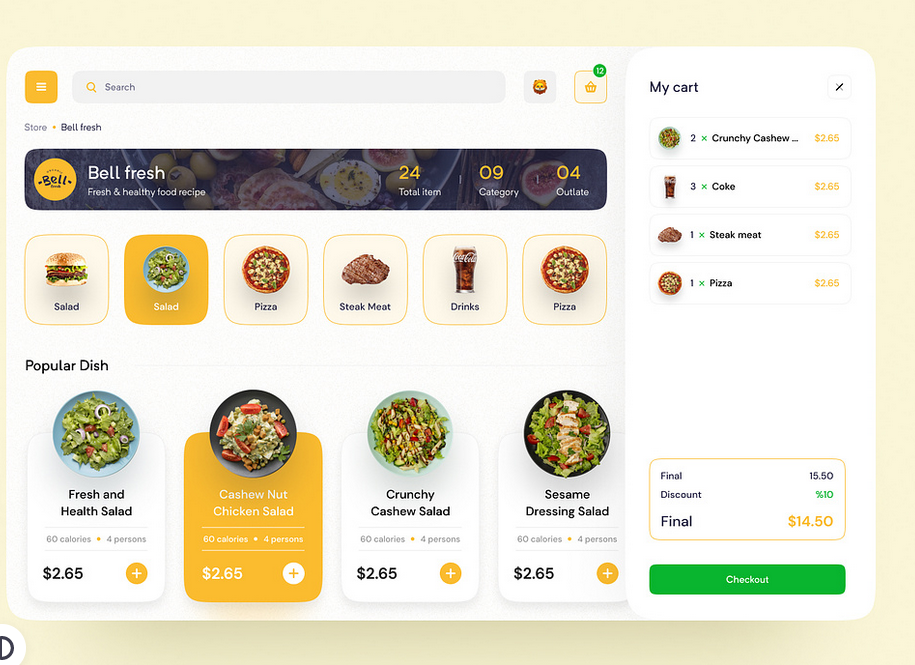 Search
12
Store • Bell fresh
Bell
fresh
Bell fresh
Fresh & healthy food recipe
24
Total item
09
Category
04
Outlate
Salad
Salad
Pizza
Steak Meat
Coca-Cola
Drinks
Pizza
Popular Dish
Fresh and
Health Salad
60 calories • 4 persons
$2.65
Cashew Nut
Chicken Salad
60 calories • 4 persons
$2.65
Crunchy
Cashew Salad
60 calories • 4 persons
$2.65
Sesame
Dressing Salad
60 calories • 4 persons
$2.65
My cart
2 × Crunchy Cashew ... $2.65
3 × Coke $2.65
1 × Steak meat $2.65
1 × Pizza $2.65
Final 15.50
Discount %10
Final $14.50
Checkout